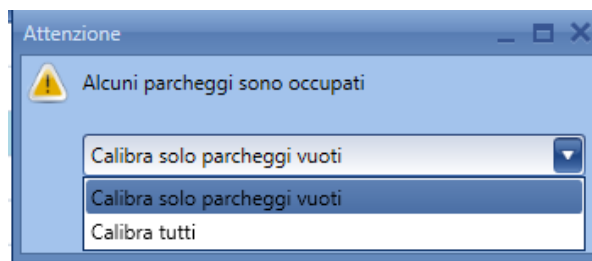 Attenzione
Alcuni parcheggi sono occupati
Calibra solo parcheggi vuoti
Calibra solo parcheggi vuoti
Calibra tutti